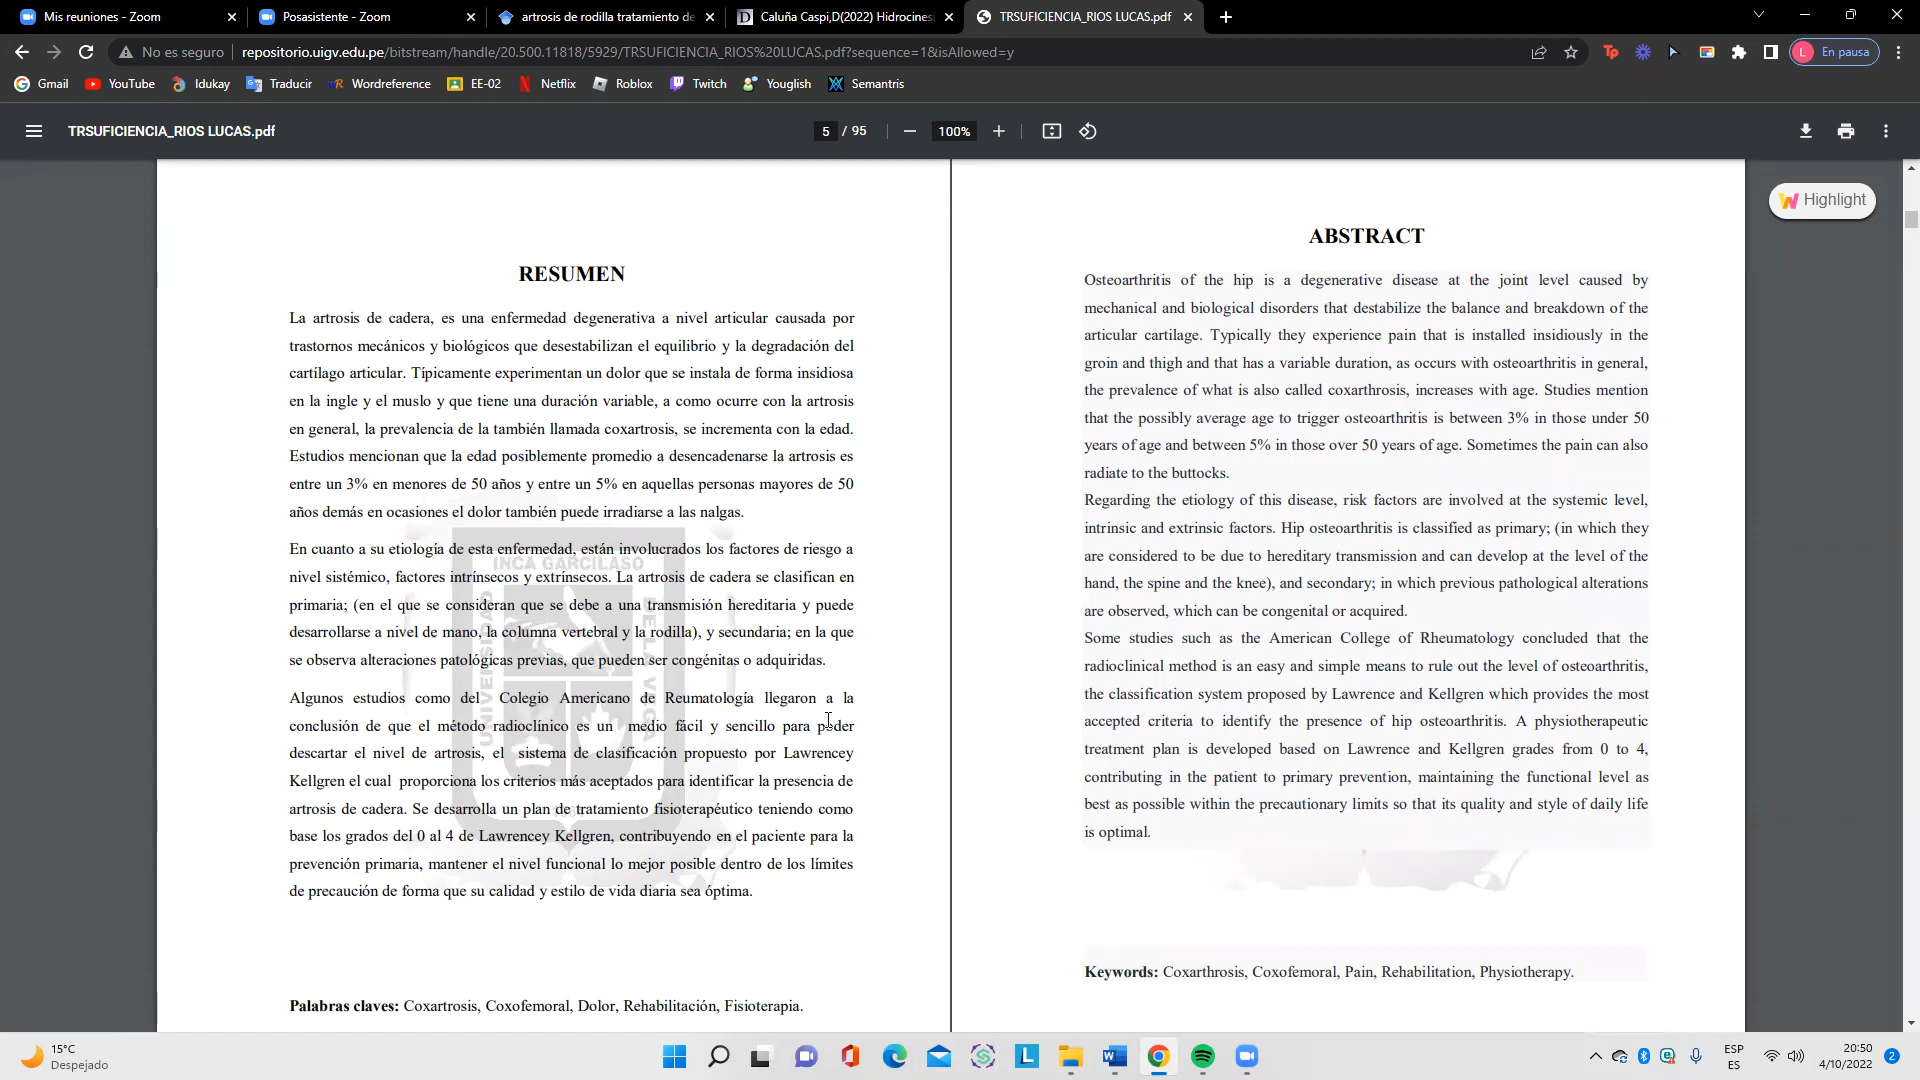 Mis reuniones - Zoom
Posasistente - Zoom
artrosis de rodilla tratamiento de
Caluña Caspi,D(2022) Hidrocinesi
TRSUFICIENCIA_RIOS LUCAS.pdf
No es seguro
repositorio.uigv.edu.pe/bitstream/handle/20.500.11818/5929/TRSUFICIENCIA_RIOS%20LUCAS.pdf?sequence=1&isAllowed=y
L
En pausa
Gmail
YouTube
Idukay
Traducir
Wordreference
EE-02
Netflix
Roblox
Twitch
Youglish
Semantris
TRSUFICIENCIA_RIOS LUCAS.pdf
5 / 95
100%
Highlight
RESUMEN
La artrosis de cadera, es una enfermedad degenerativa a nivel articular causada por
trastornos mecánicos y biológicos que desestabilizan el equilibrio y la degradación del
cartílago articular. Típicamente experimentan un dolor que se instala de forma insidiosa
en la ingle y el muslo y que tiene una duración variable, a como ocurre con la artrosis
en general, la prevalencia de la también llamada coxartrosis, se incrementa con la edad.
Estudios mencionan que la edad posiblemente promedio a desencadenarse la artrosis es
entre un 3% en menores de 50 años y entre un 5% en aquellas personas mayores de 50
años demás en ocasiones el dolor también puede irradiarse a las nalgas.
En cuanto a su etiología de esta enfermedad, están involucrados los factores de riesgo a
nivel sistémico, factores intrínsecos y extrínsecos. La artrosis de cadera se clasifican en
primaria; (en el que se consideran que se debe a una transmisión hereditaria y puede
desarrollarse a nivel de mano, la columna vertebral y la rodilla), y secundaria; en la que
se observa alteraciones patológicas previas, que pueden ser congénitas o adquiridas.
Algunos estudios como del Colegio Americano de Reumatología llegaron a la
conclusión de que el método radioclínico es un medio fácil y sencillo para poder
descartar el nivel de artrosis, el sistema de clasificación propuesto por Lawrencey
Kellgren el cual proporciona los criterios más aceptados para identificar la presencia de
artrosis de cadera. Se desarrolla un plan de tratamiento fisioterapéutico teniendo como
base los grados del 0 al 4 de Lawrencey Kellgren, contribuyendo en el paciente para la
prevención primaria, mantener el nivel funcional lo mejor posible dentro de los límites
de precaución de forma que su calidad y estilo de vida diaria sea óptima.
Palabras claves: Coxartrosis, Coxofemoral, Dolor, Rehabilitación, Fisioterapia.
INCA GARCILASO
UNIVERSIDAD
DE LA VEGA
ABSTRACT
Osteoarthritis of the hip is a degenerative disease at the joint level caused by
mechanical and biological disorders that destabilize the balance and breakdown of the
articular cartilage. Typically they experience pain that is installed insidiously in the
groin and thigh and that has a variable duration, as occurs with osteoarthritis in general,
the prevalence of what is also called coxarthrosis, increases with age. Studies mention
that the possibly average age to trigger osteoarthritis is between 3% in those under 50
years of age and between 5% in those over 50 years of age. Sometimes the pain can also
radiate to the buttocks.
Regarding the etiology of this disease, risk factors are involved at the systemic level,
intrinsic and extrinsic factors. Hip osteoarthritis is classified as primary; (in which they
are considered to be due to hereditary transmission and can develop at the level of the
hand, the spine and the knee), and secondary; in which previous pathological alterations
are observed, which can be congenital or acquired.
Some studies such as the American College of Rheumatology concluded that the
radioclinical method is an easy and simple means to rule out the level of osteoarthritis,
the classification system proposed by Lawrence and Kellgren which provides the most
accepted criteria to identify the presence of hip osteoarthritis. A physiotherapeutic
treatment plan is developed based on Lawrence and Kellgren grades from 0 to 4,
contributing in the patient to primary prevention, maintaining the functional level as
best as possible within the precautionary limits so that its quality and style of daily life
is optimal.
Keywords: Coxarthrosis, Coxofemoral, Pain, Rehabilitation, Physiotherapy.
15°C
Despejado
ESP
ES
20:50
4/10/2022
2